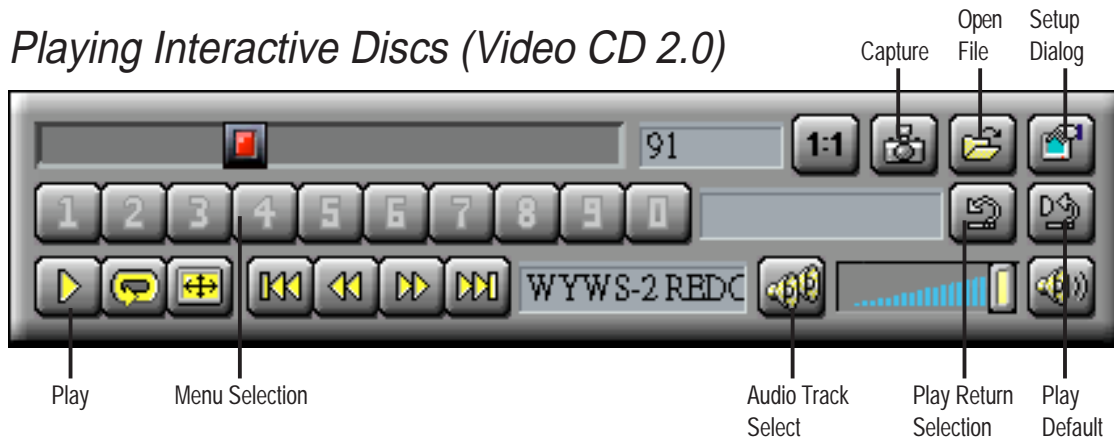 Playing Interactive Discs (Video CD 2.0)
Capture
Open
File
Setup
Dialog
91
1:1
1 2 3 4 5 6 7 8 9 0
D
WYWS-2 REDC
Play
Menu Selection
Audio Track
Select
Play Return
Selection
Play
Default